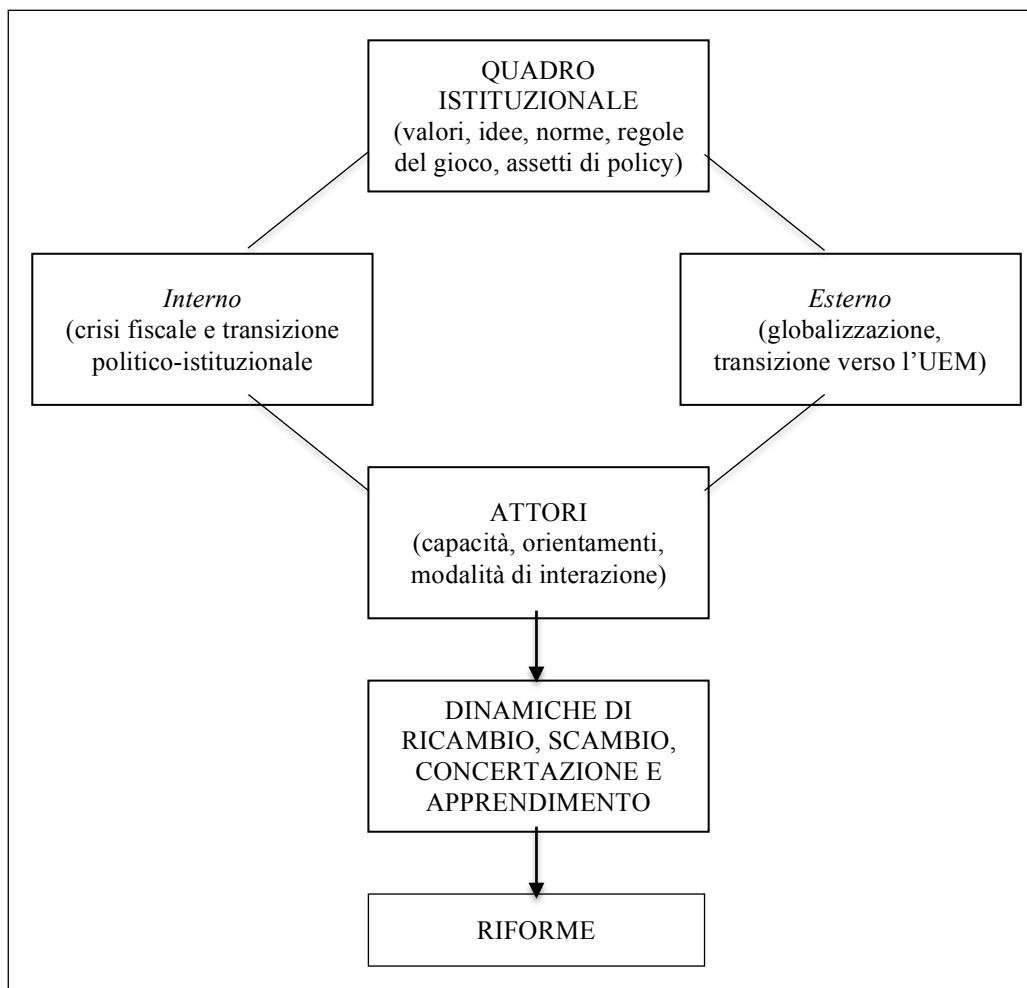 QUADRO
ISTITUZIONALE
(valori, idee, norme, regole
del gioco, assetti di policy)
Interno
(crisi fiscale e transizione
politico-istituzionale
Esterno
(globalizzazione,
transizione verso l’UEM)
ATTORI
(capacità, orientamenti,
modalità di interazione)
DINAMICHE DI
RICAMBIO, SCAMBIO,
CONCERTAZIONE E
APPRENDIMENTO
RIFORME